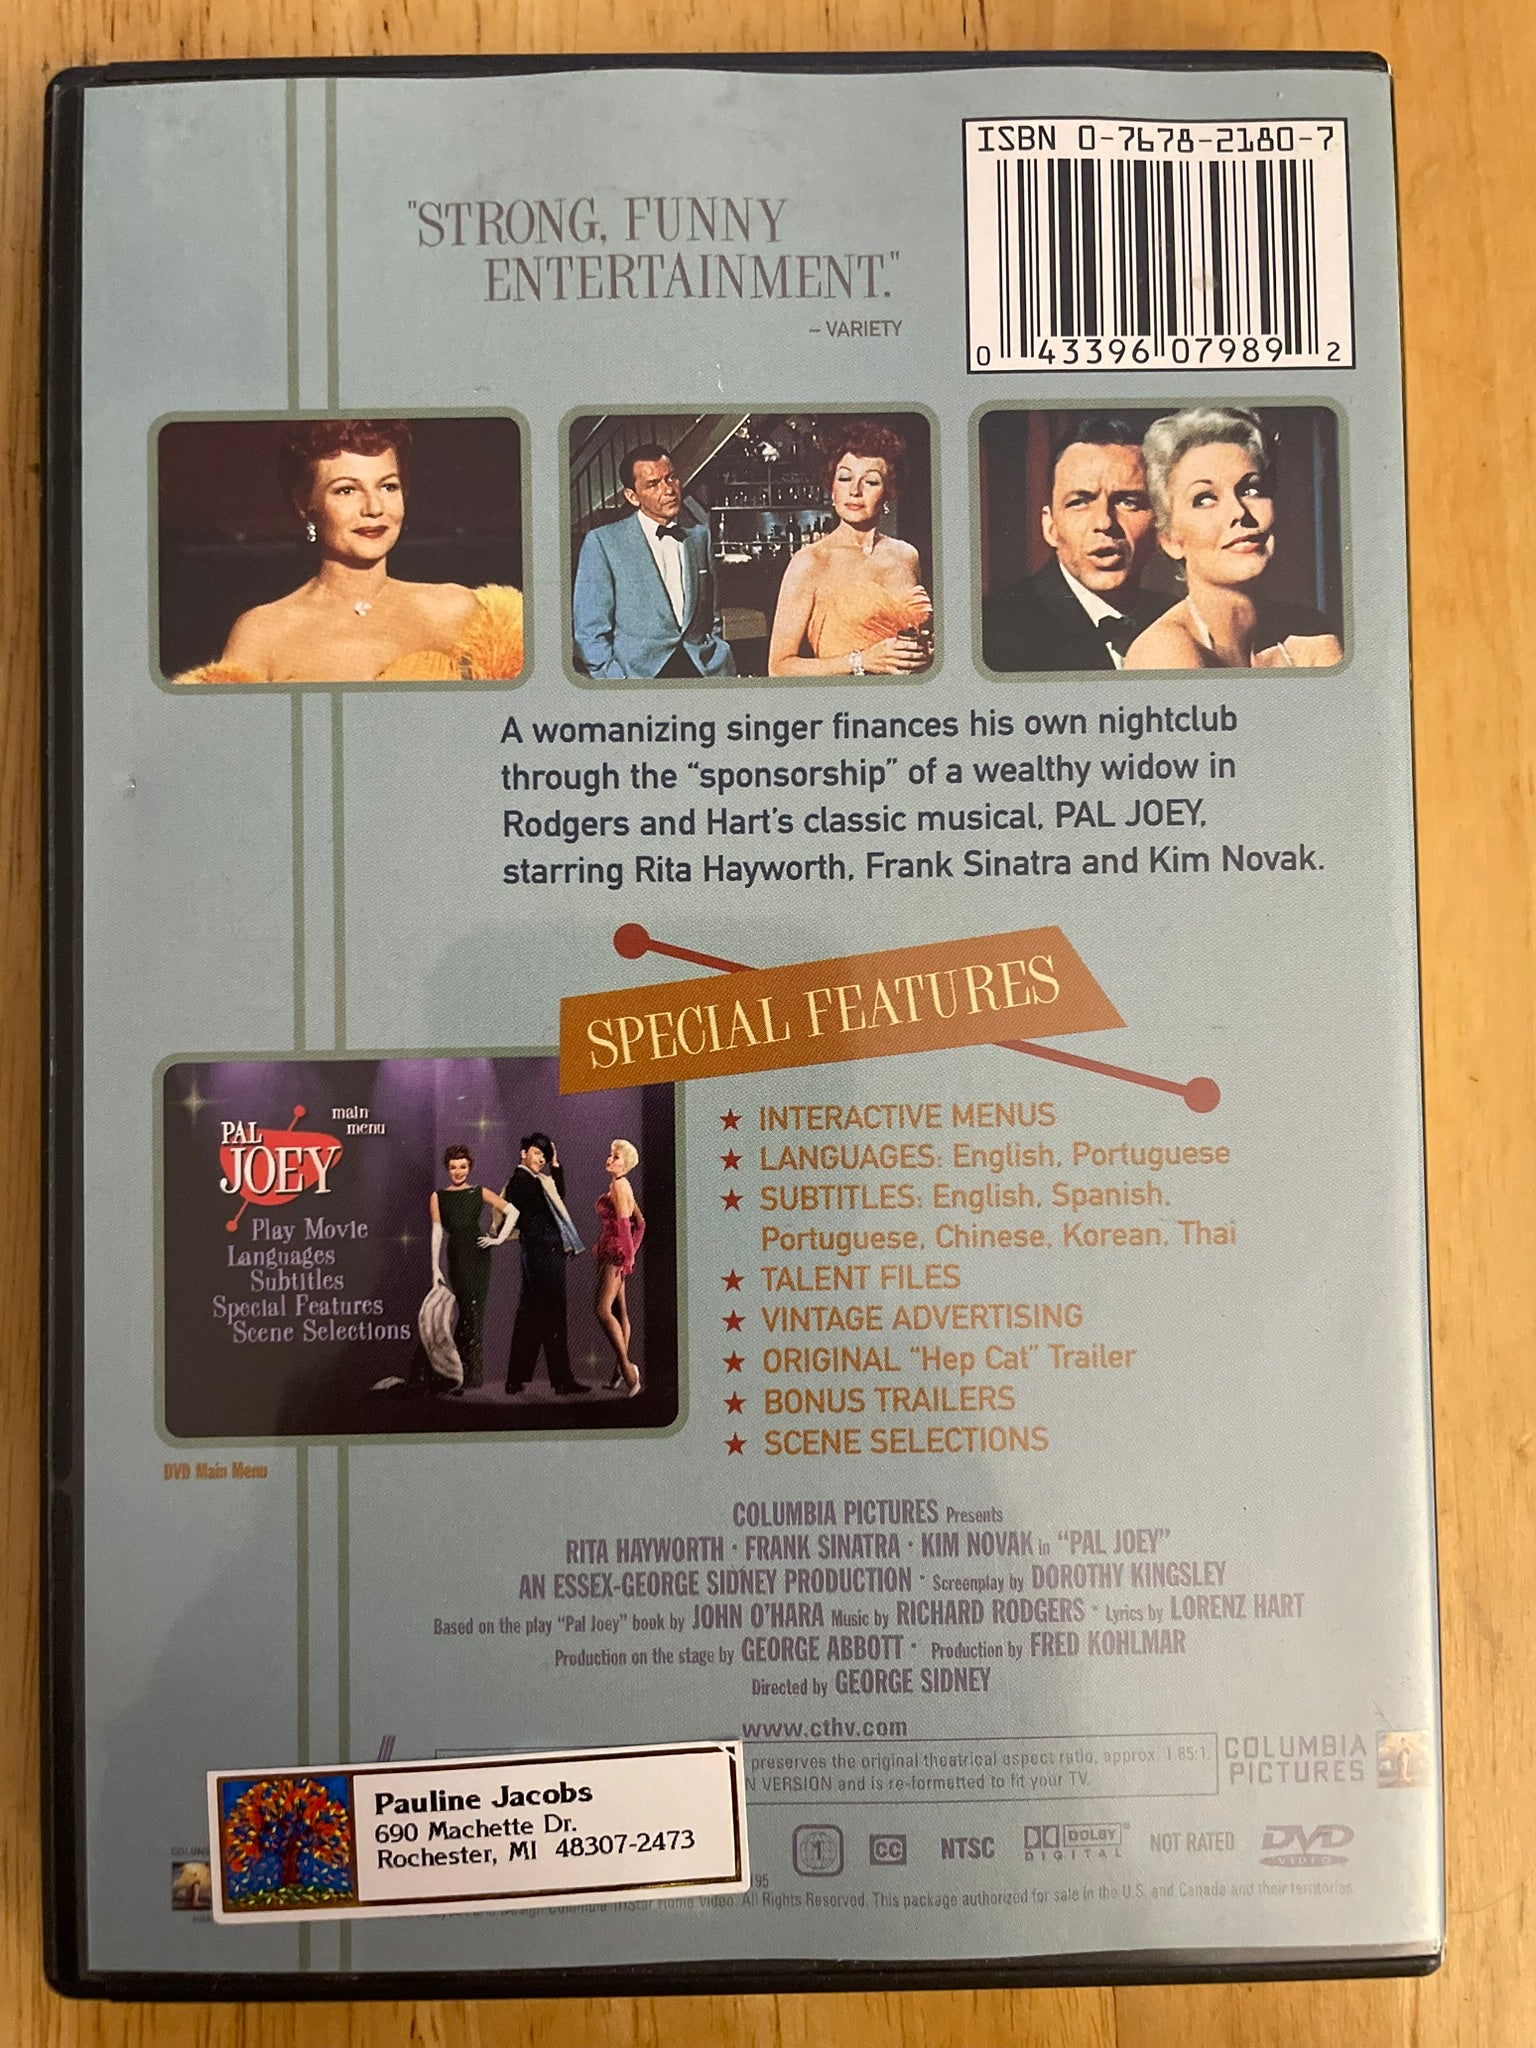 ISBN 0-7678-2180-7
"STRONG, FUNNY
ENTERTAINMENT."
– VARIETY
0 43396 07989 2
A womanizing singer finances his own nightclub
through the “sponsorship” of a wealthy widow in
Rodgers and Hart's classic musical, PAL JOEY,
starring Rita Hayworth, Frank Sinatra and Kim Novak.
SPECIAL FEATURES
PAL
JOEY
main
menu
Play Movie
Languages
Subtitles
Special Features
Scene Selections
DVD Main Menu
★ INTERACTIVE MENUS
★ LANGUAGES: English, Portuguese
★ SUBTITLES: English, Spanish,
Portuguese, Chinese, Korean, Thai
★ TALENT FILES
★ VINTAGE ADVERTISING
★ ORIGINAL “Hep Cat” Trailer
★ BONUS TRAILERS
★ SCENE SELECTIONS
COLUMBIA PICTURES Presents
RITA HAYWORTH · FRANK SINATRA · KIM NOVAK in “PAL JOEY”
AN ESSEX-GEORGE SIDNEY PRODUCTION · Screenplay by DOROTHY KINGSLEY
Based on the play “Pal Joey” book by JOHN O'HARA Music by RICHARD RODGERS · Lyrics by LORENZ HART
Production on the stage by GEORGE ABBOTT · Production by FRED KOHLMAR
Directed by GEORGE SIDNEY
www.cthv.com
preserves the original theatrical aspect ratio, approx. 1.85:1.
N VERSION and is re-formatted to fit your TV.
COLUMBIA
PICTURES
Pauline Jacobs
690 Machette Dr.
Rochester, MI 48307-2473
1
CC
NTSC
DOLBY
DIGITAL
NOT RATED
DVD
VIDEO
95
Home Video. All Rights Reserved. This package authorized for sale in the U.S. and Canada and their territories.